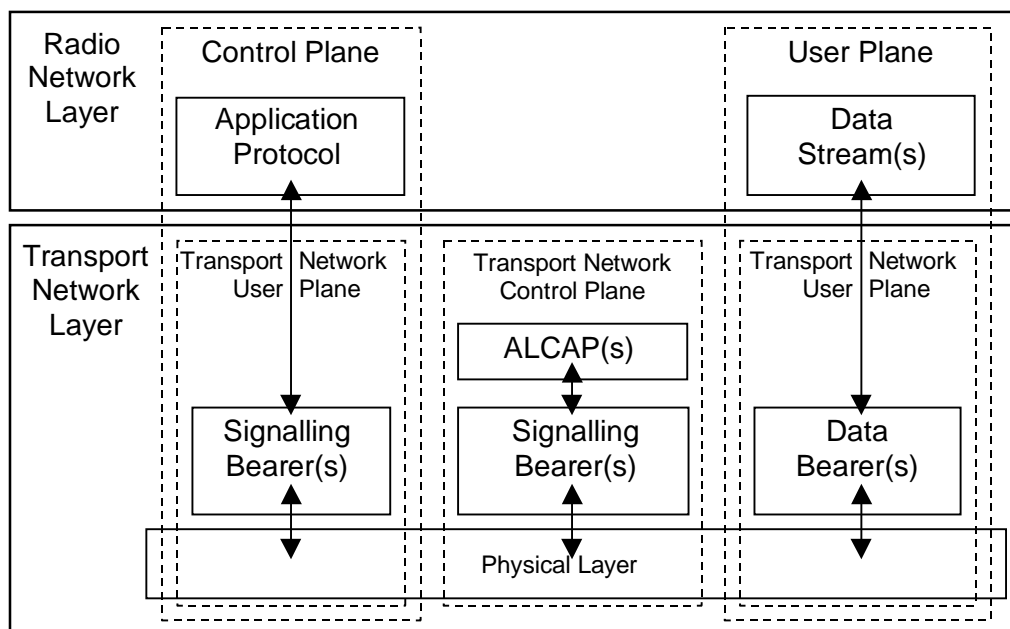 Radio
Network
Layer
Control Plane
User Plane
Application
Protocol
Data
Stream(s)
Transport
Network
Layer
Transport Network
User Plane
Transport Network
Control Plane
Transport Network
User Plane
ALCAP(s)
Signalling
Bearer(s)
Signalling
Bearer(s)
Data
Bearer(s)
Physical Layer